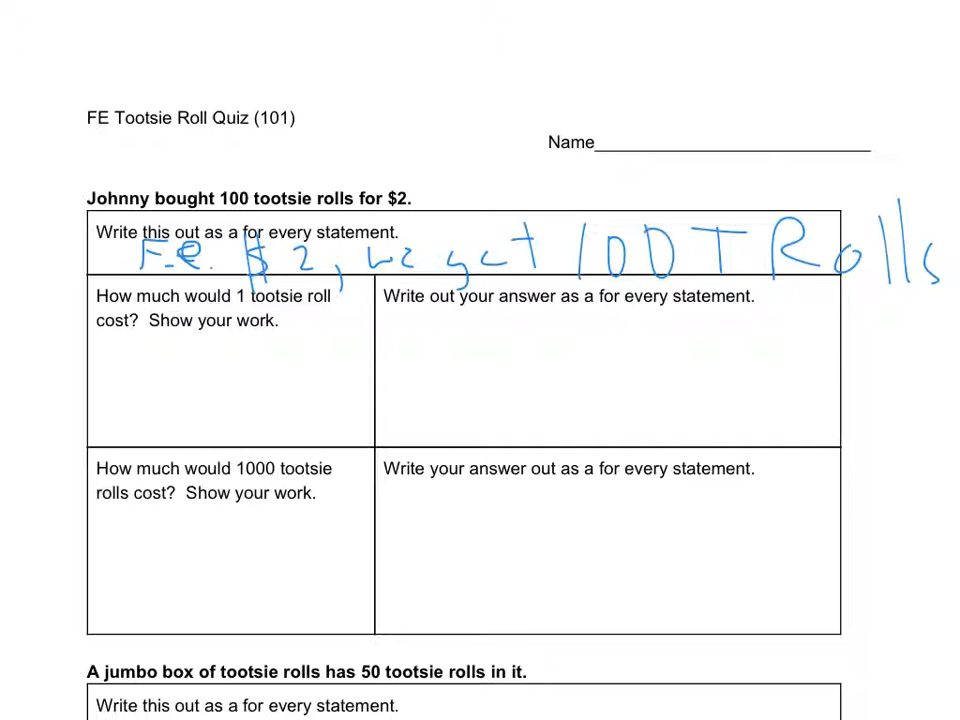 FE Tootsie Roll Quiz (101)
Name
Johnny bought 100 tootsie rolls for $2.
Write this out as a for every statement.
F.e. $2, we get 100 T Rolls
How much would 1 tootsie roll
cost? Show your work.
Write out your answer as a for every statement.
How much would 1000 tootsie
rolls cost? Show your work.
Write your answer out as a for every statement.
A jumbo box of tootsie rolls has 50 tootsie rolls in it.
Write this out as a for every statement.